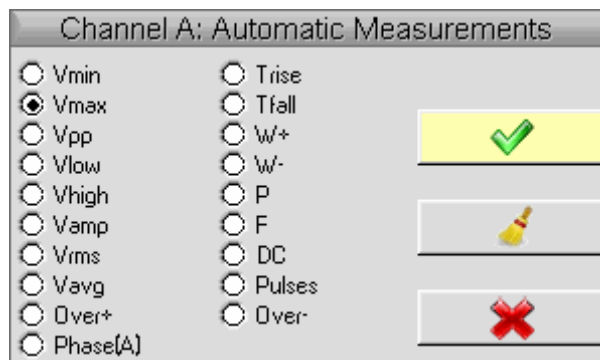 Channel A: Automatic Measurements
Vmin
Vmax
Vpp
Vlow
Vhigh
Vamp
Vrms
Vavg
Over+
Phase(A)
Trise
Tfall
W+
W-
P
F
DC
Pulses
Over-